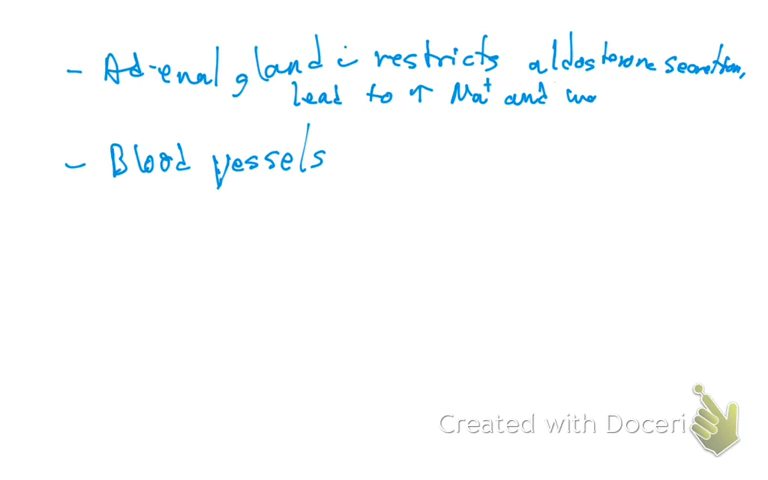 - Adrenal gland : restricts aldosterone secretion,
lead to ↑ Na⁺ and
- Blood vessels
Created with Doceri